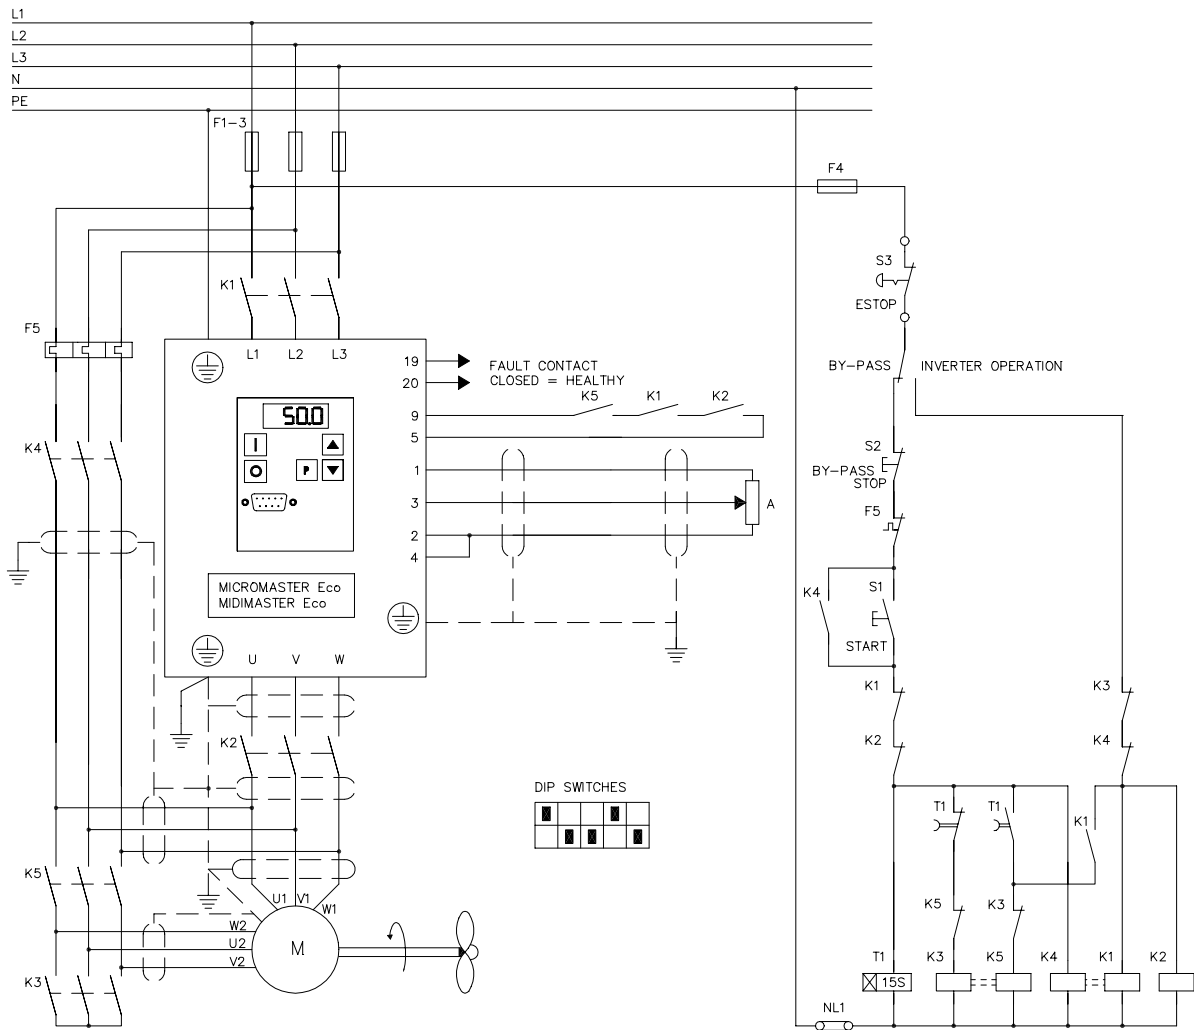 L1
L2
L3
N
PE
F1-3
F4
S3
ESTOP
K1
F5
L1 L2 L3
19
20
FAULT CONTACT
CLOSED = HEALTHY
BY-PASS
INVERTER OPERATION
9
5
K5 K1 K2
50.0
I
O
P
K4
1
3
2
4
A
S2
BY-PASS
STOP
F5
MICROMASTER Eco
MIDIMASTER Eco
K4
S1
START
U V W
K1
K3
K2
K2
K4
DIP SWITCHES
T1
T1
K1
K5
U1
V1
W1
K5
K3
W2
U2
V2
M
K3
T1
K3
K5
K4
K1
K2
15S
NL1